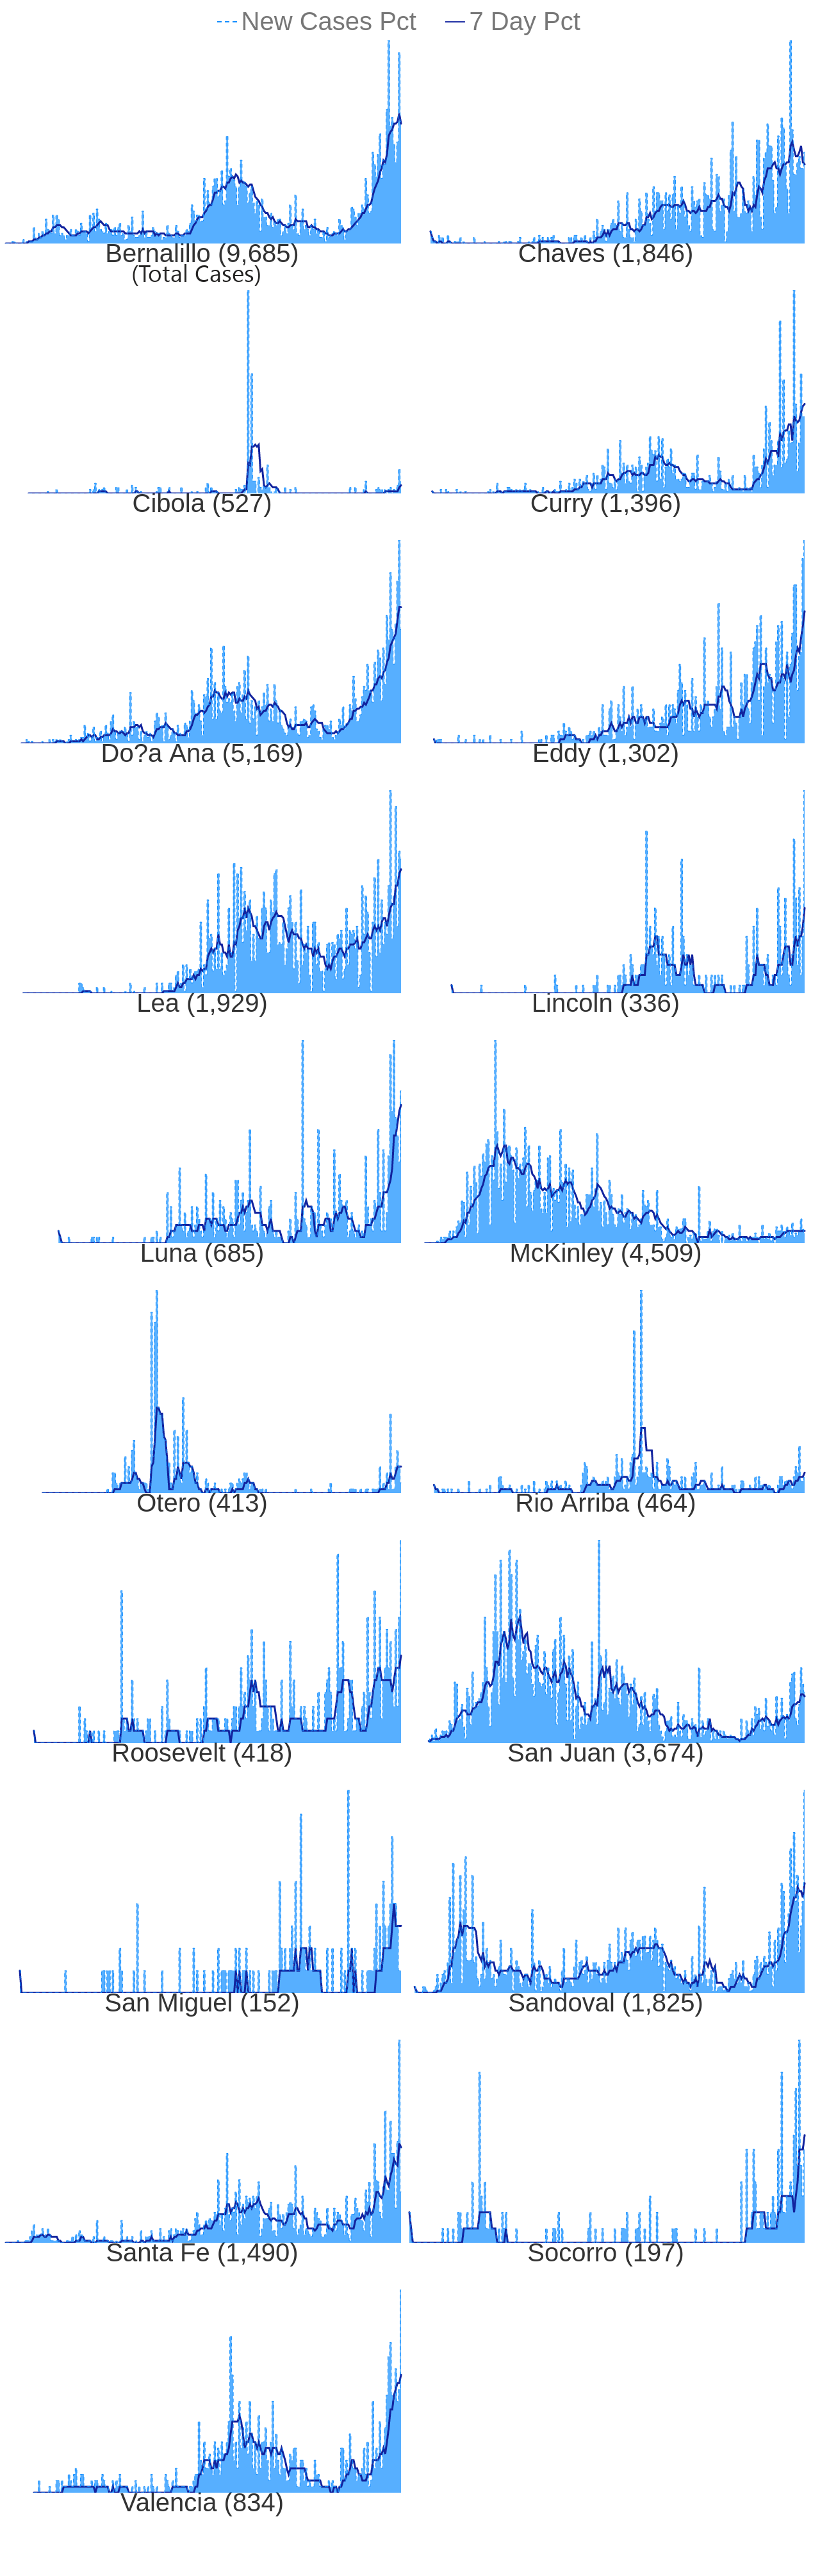 New Cases Pct 7 Day Pct
Bernalillo (9,685) Chaves (1,846)
(Total Cases)
Cibola (527) Curry (1,396)
Do?a Ana (5,169) Eddy (1,302)
Lea (1,929) Lincoln (336)
Luna (685) McKinley (4,509)
Otero (413) Rio Arriba (464)
Roosevelt (418) San Juan (3,674)
San Miguel (152) Sandoval (1,825)
Santa Fe (1,490) Socorro (197)
Valencia (834)